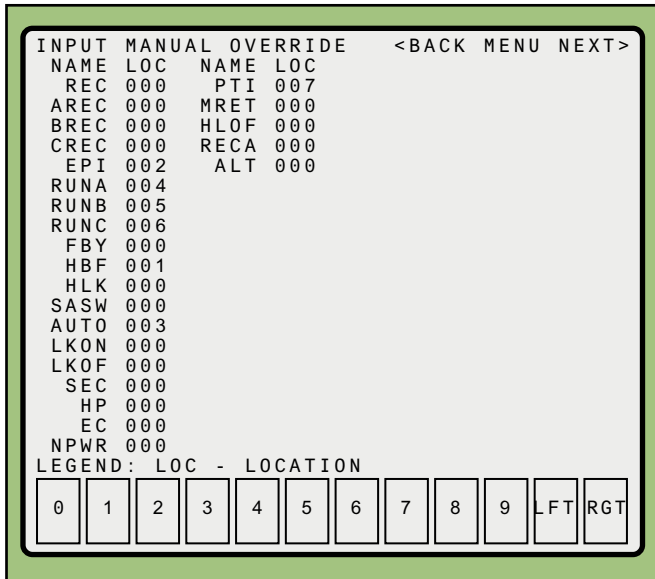 INPUT MANUAL OVERRIDE <BACK MENU NEXT>
NAME LOC NAME LOC
REC 000 PTI 007
AREC 000 MRET 000
BREC 000 HLOF 000
CREC 000 RECA 000
EPI 002 ALT 000
RUNA 004
RUNB 005
RUNC 006
FBY 000
HBF 001
HLK 000
SASW 000
AUTO 003
LKON 000
LKOF 000
SEC 000
HP 000
EC 000
NPWR 000
LEGEND: LOC - LOCATION
0 1 2 3 4 5 6 7 8 9 LFT RGT